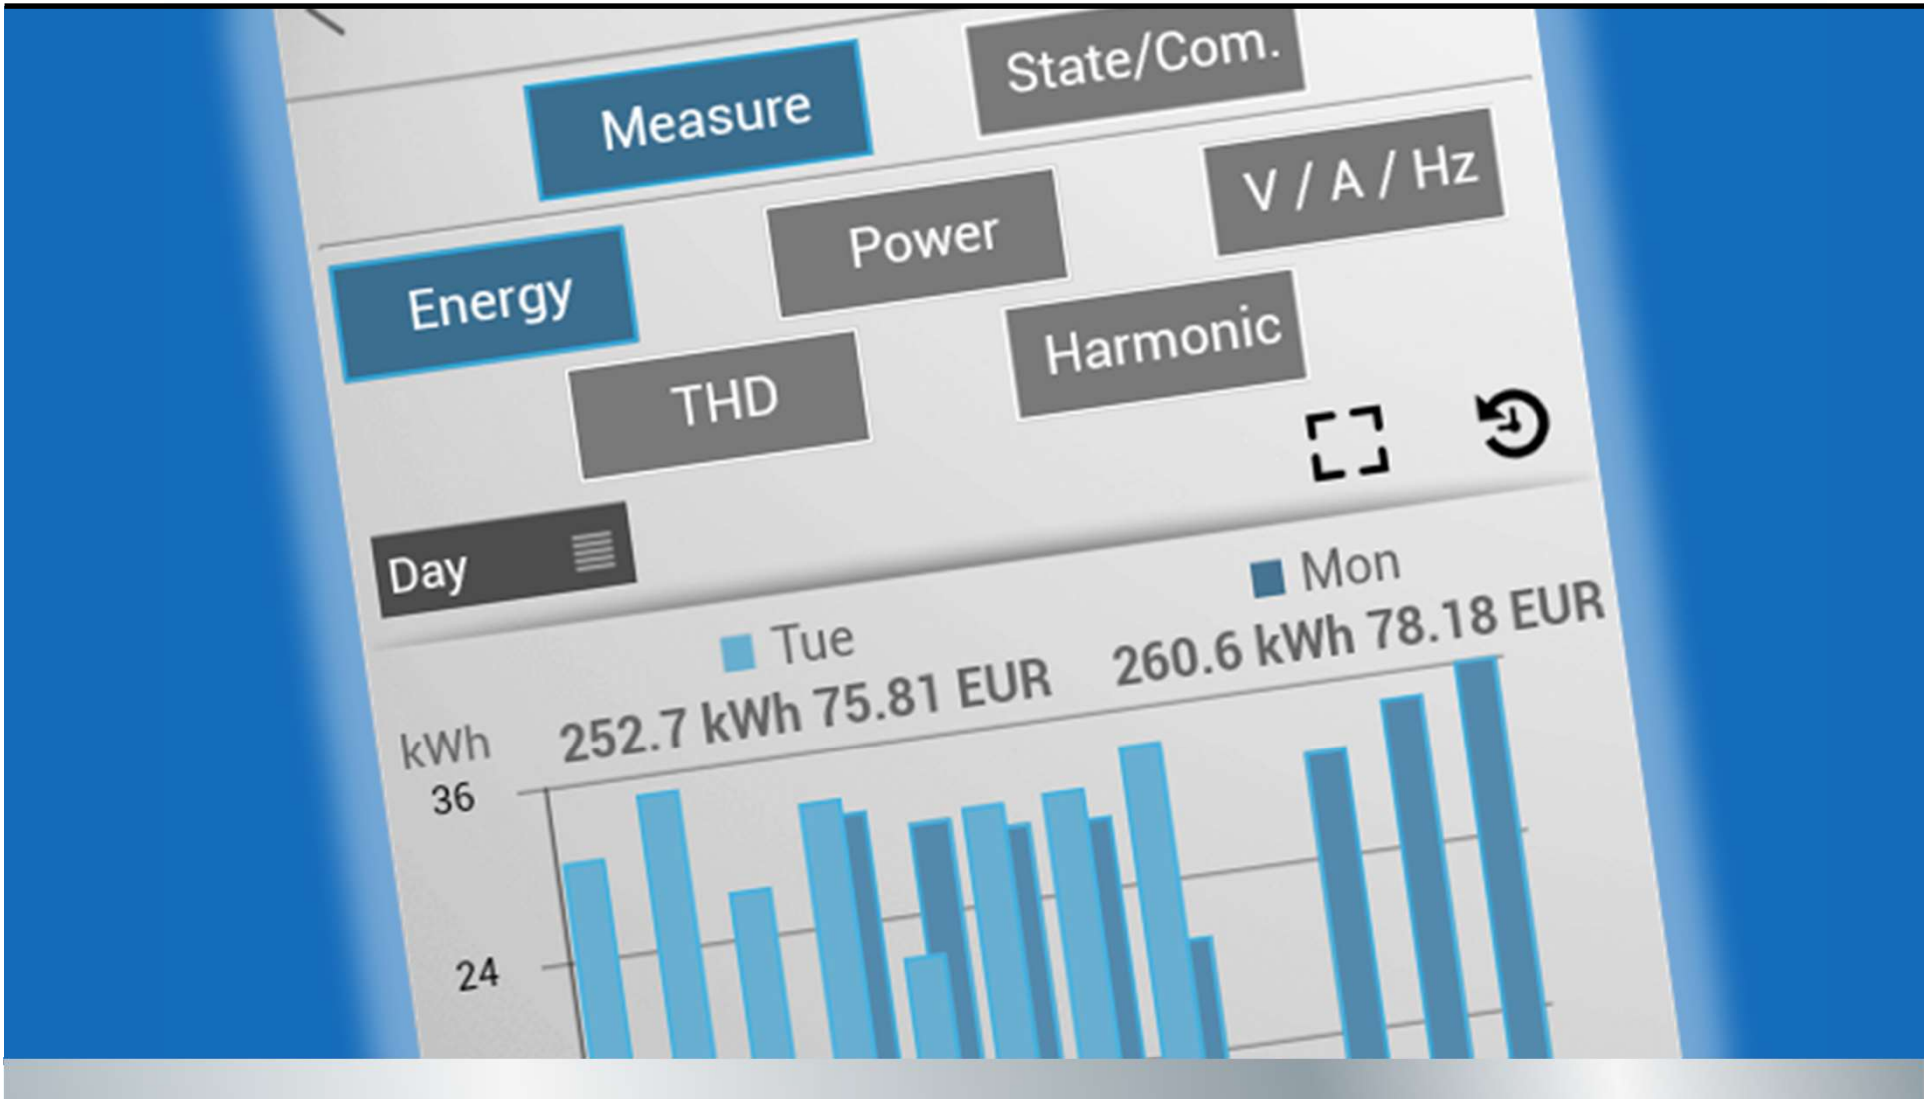 State/Com.
Measure
V / A / Hz
Power
Energy
Harmonic
THD
Day
Mon
260.6 kWh 78.18 EUR
Tue
252.7 kWh 75.81 EUR
kWh
36
24